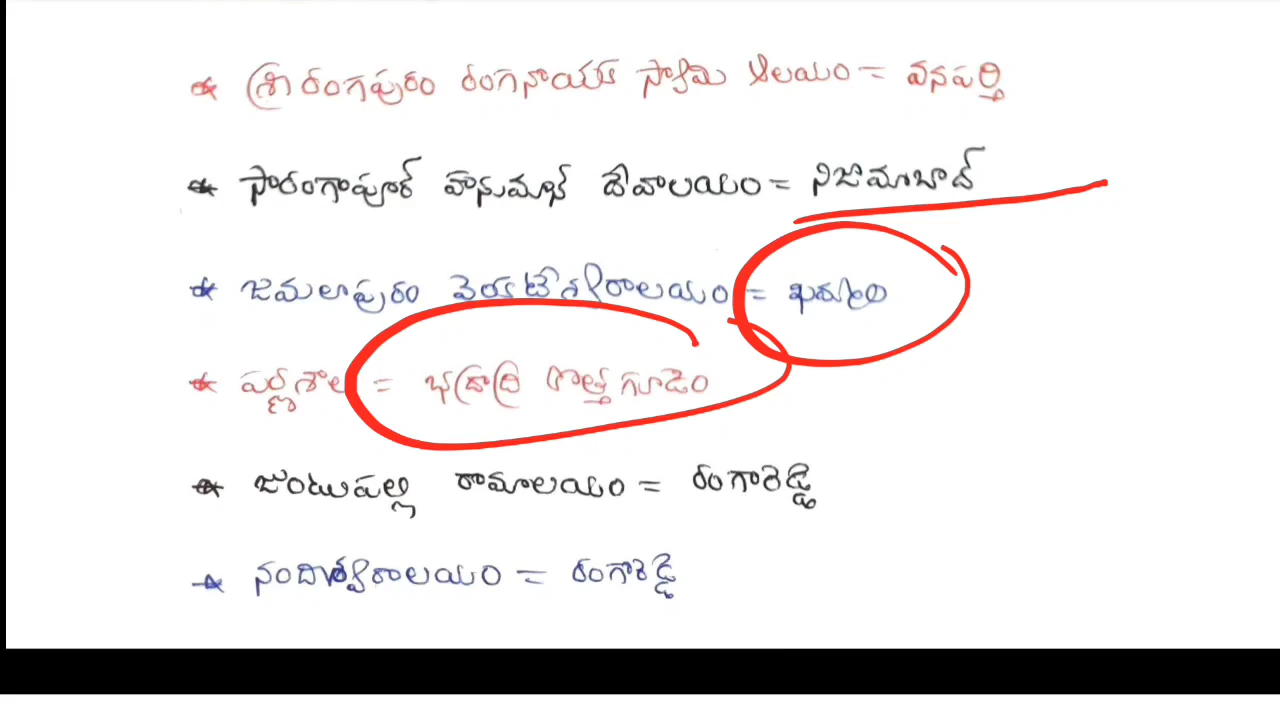 * శ్రీ రంగపురం రంగనాయక స్వామి ఆలయం = వనపర్తి
* సారంగాపూర్ హనుమాన్ దేవాలయం = నిజామాబాద్
* జమలాపురం వెంకటేశ్వరాలయం = ఖమ్మం
* పర్ణశాల = భద్రాద్రి కొత్తగూడెం
* జుంటుపల్లి రామాలయం = రంగారెడ్డి
* నందీశ్వరాలయం = రంగారెడ్డి